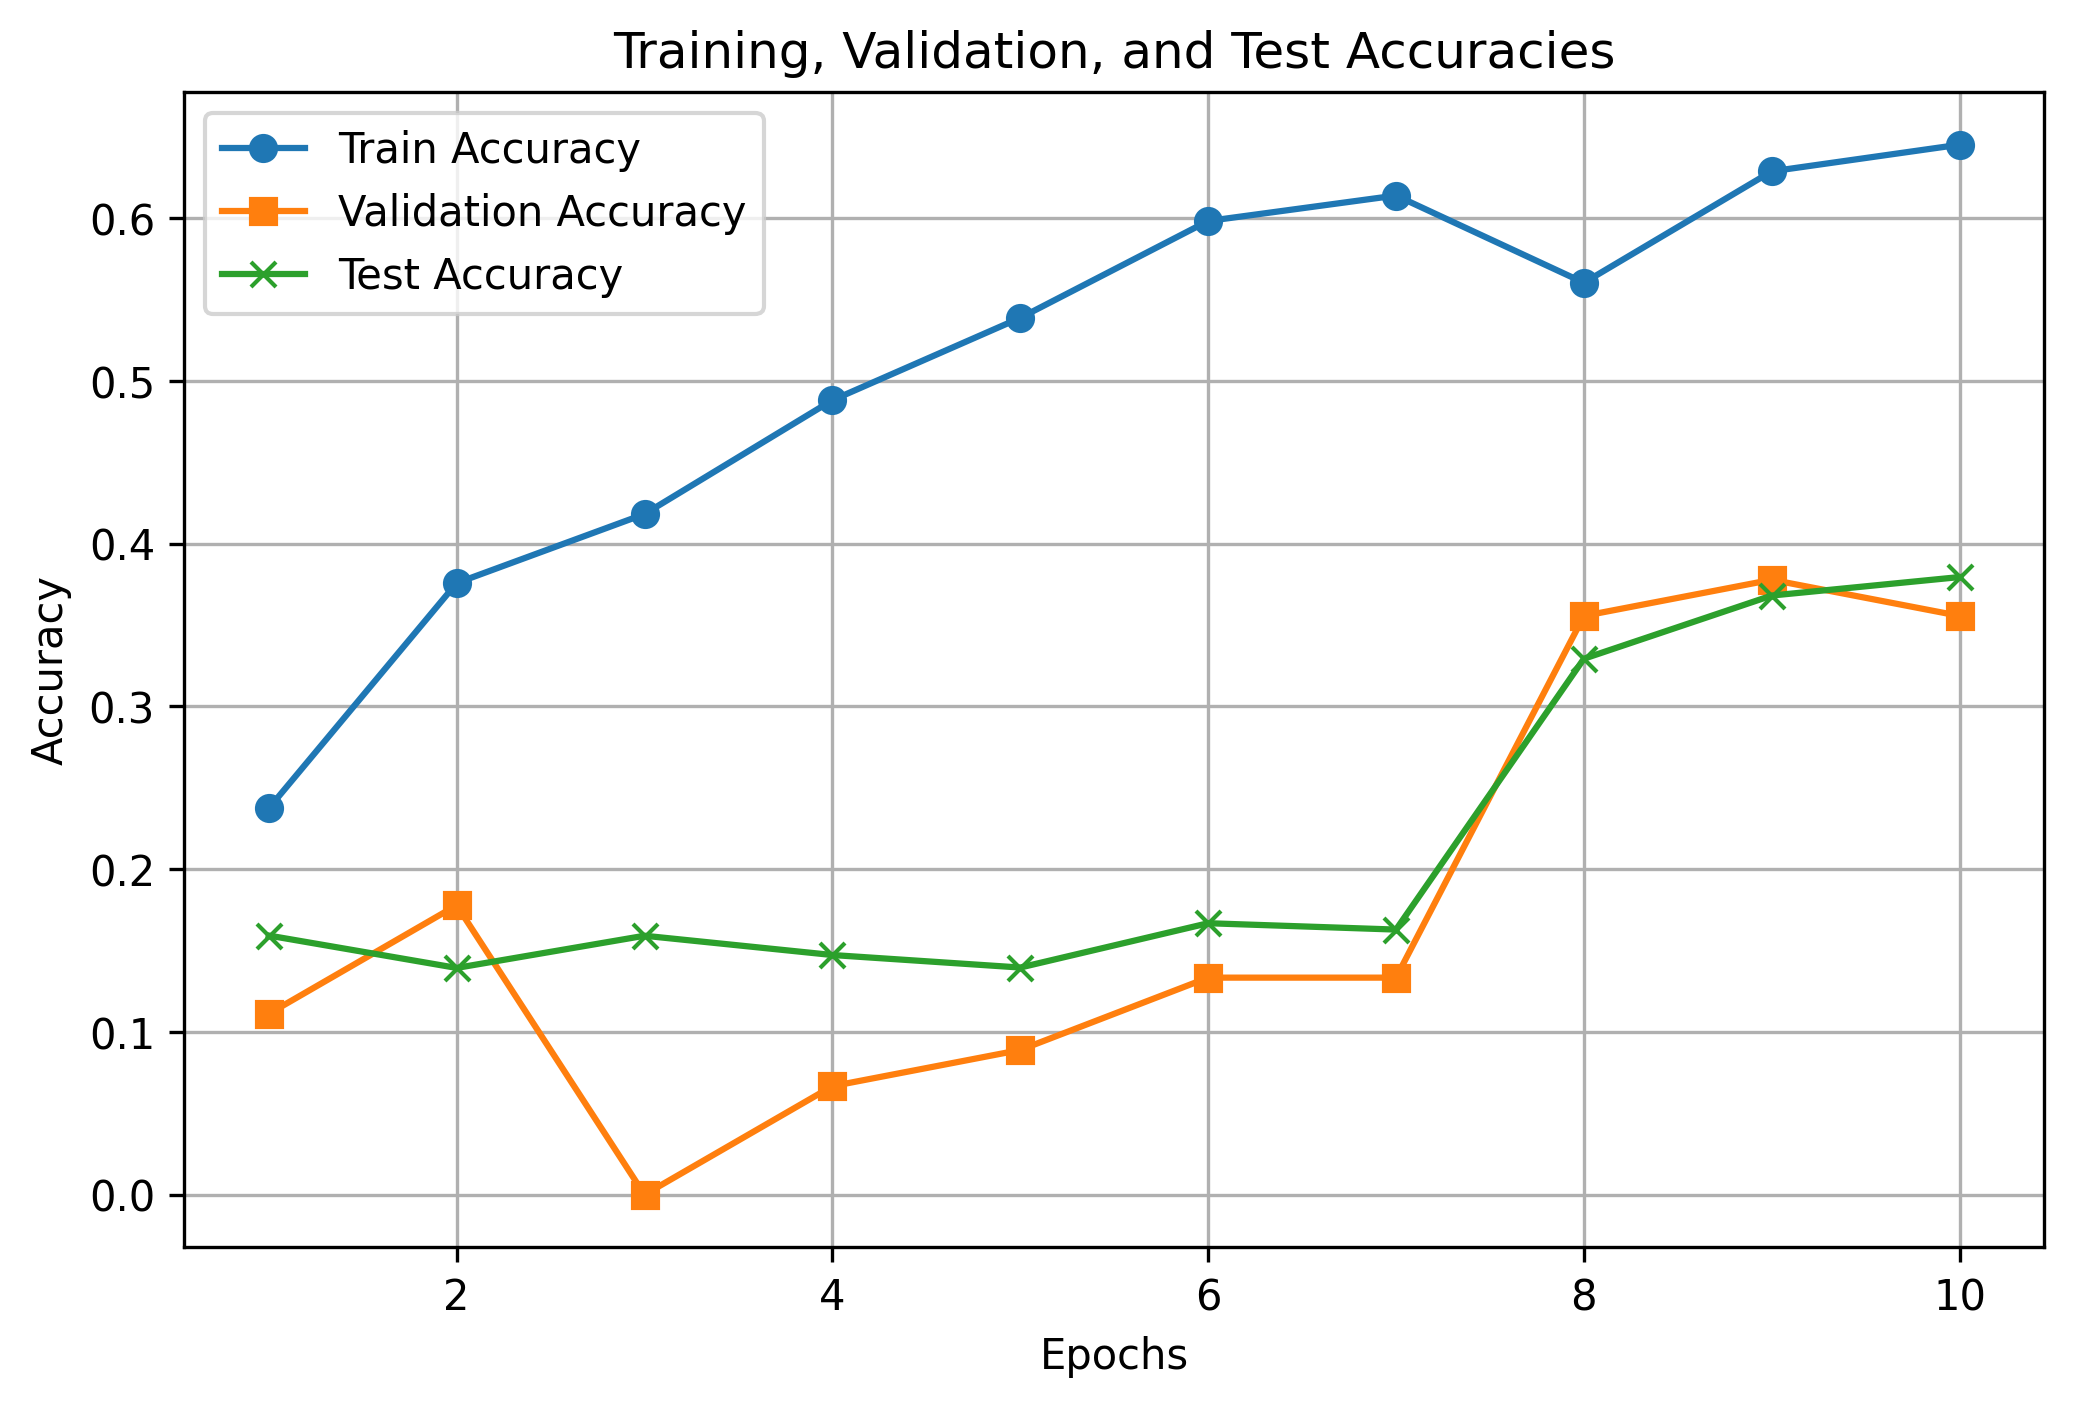 Training, Validation, and Test Accuracies
Train Accuracy
Validation Accuracy
Test Accuracy
Accuracy
0.6
0.5
0.4
0.3
0.2
0.1
0.0
2 4 6 8 10
Epochs